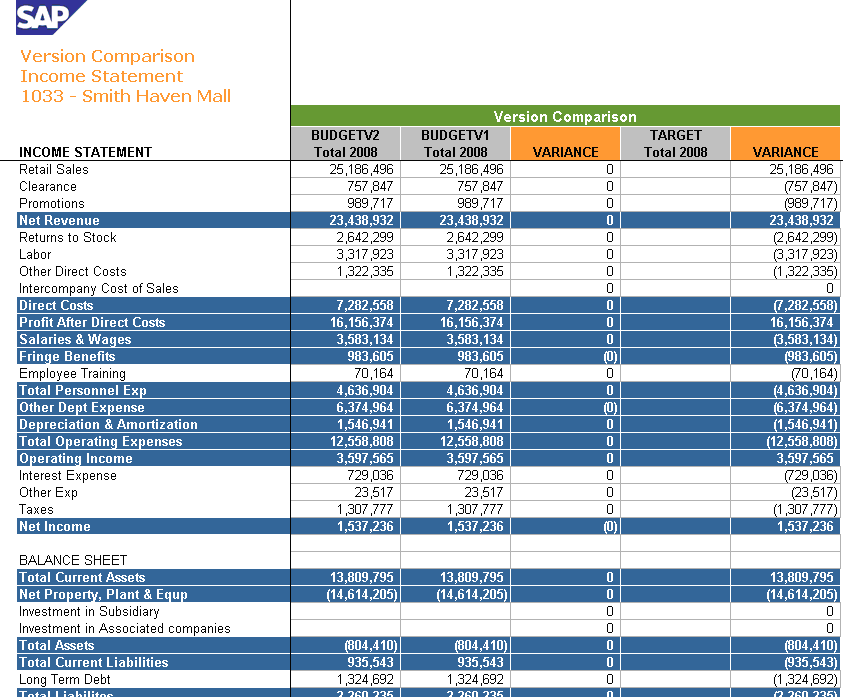 SAP
Version Comparison
Income Statement
1033 - Smith Haven Mall
Version Comparison
BUDGETV2 BUDGETV1 TARGET
INCOME STATEMENT Total 2008 Total 2008 VARIANCE Total 2008 VARIANCE
Retail Sales 25,186,496 25,186,496 0 25,186,496
Clearance 757,847 757,847 0 (757,847)
Promotions 989,717 989,717 0 (989,717)
Net Revenue 23,438,932 23,438,932 0 23,438,932
Returns to Stock 2,642,299 2,642,299 0 (2,642,299)
Labor 3,317,923 3,317,923 0 (3,317,923)
Other Direct Costs 1,322,335 1,322,335 0 (1,322,335)
Intercompany Cost of Sales 0 0
Direct Costs 7,282,558 7,282,558 0 (7,282,558)
Profit After Direct Costs 16,156,374 16,156,374 0 16,156,374
Salaries & Wages 3,583,134 3,583,134 0 (3,583,134)
Fringe Benefits 983,605 983,605 (0) (983,605)
Employee Training 70,164 70,164 0 (70,164)
Total Personnel Exp 4,636,904 4,636,904 0 (4,636,904)
Other Dept Expense 6,374,964 6,374,964 (0) (6,374,964)
Depreciation & Amortization 1,546,941 1,546,941 0 (1,546,941)
Total Operating Expenses 12,558,808 12,558,808 0 (12,558,808)
Operating Income 3,597,565 3,597,565 0 3,597,565
Interest Expense 729,036 729,036 0 (729,036)
Other Exp 23,517 23,517 0 (23,517)
Taxes 1,307,777 1,307,777 0 (1,307,777)
Net Income 1,537,236 1,537,236 (0) 1,537,236
BALANCE SHEET
Total Current Assets 13,809,795 13,809,795 0 13,809,795
Net Property, Plant & Equp (14,614,205) (14,614,205) 0 (14,614,205)
Investment in Subsidiary 0 0
Investment in Associated companies 0 0
Total Assets (804,410) (804,410) 0 (804,410)
Total Current Liabilities 935,543 935,543 0 (935,543)
Long Term Debt 1,324,692 1,324,692 0 (1,324,692)
Total Liabilites 2,260,235 2,260,235 0 (2,260,235)